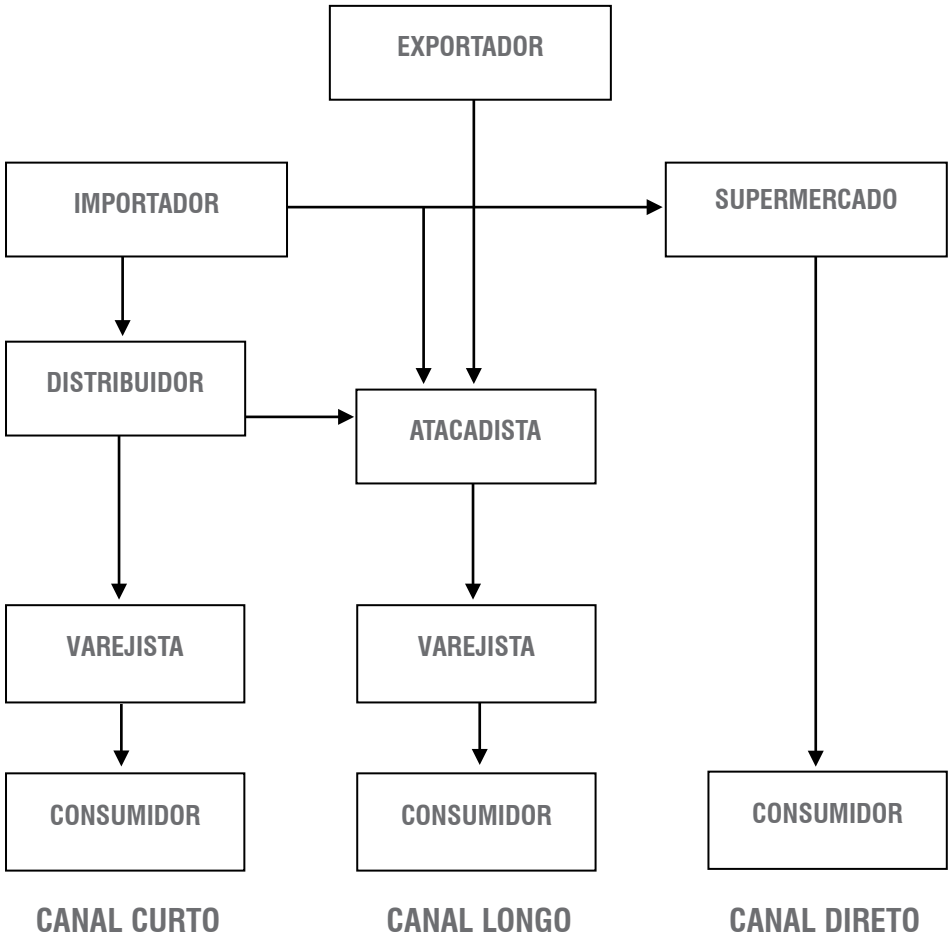 EXPORTADOR
IMPORTADOR
SUPERMERCADO
DISTRIBUIDOR
ATACADISTA
VAREJISTA
VAREJISTA
CONSUMIDOR
CONSUMIDOR
CONSUMIDOR
CANAL CURTO
CANAL LONGO
CANAL DIRETO